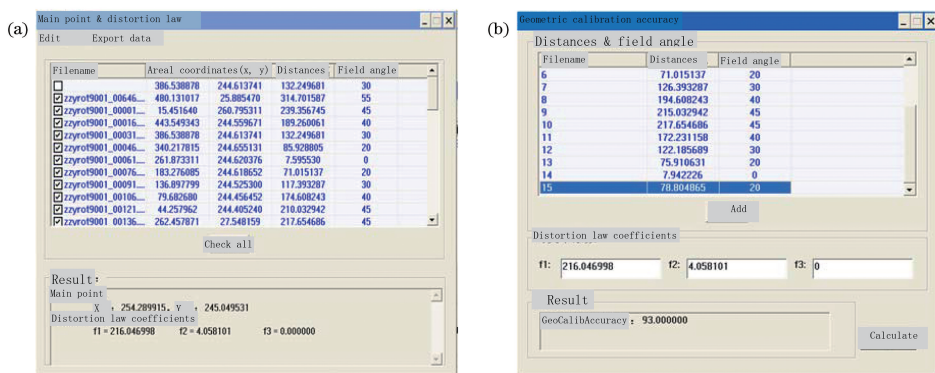 (a)
Main point & distortion law
Edit Export data
Filename Areal coordinates(x, y) Distances Field angle
386.538878 244.613741 132.249681 30
zzyrot9001_00646.... 480.131017 25.885470 314.701587 55
zzyrot9001_00001.... 15.451640 260.795311 239.356745 45
zzyrot9001_00016.... 443.549343 244.559671 189.260061 40
zzyrot9001_00031.... 386.538878 244.613741 132.249681 30
zzyrot9001_00046.... 340.217815 244.655131 85.928805 20
zzyrot9001_00061.... 261.873311 244.620376 7.595530 0
zzyrot9001_00076.... 183.276085 244.618652 71.015137 20
zzyrot9001_00091.... 136.897799 244.525300 117.393287 30
zzyrot9001_00106.... 79.682680 244.456452 174.608243 40
zzyrot9001_00121.... 44.257962 244.405240 210.032942 45
zzyrot9001_00136.... 262.457871 27.548159 217.654686 45
Check all
Result:
Main point
X : 254.289915, Y : 245.049531
Distortion law coefficients
f1 = 216.046998 f2 = 4.058101 f3 = 0.000000
(b)
Geometric calibration accuracy
Distances & field angle
Filename Distances Field angle
6 71.015137 20
7 126.393287 30
8 194.608243 40
9 215.032942 45
10 217.654686 45
11 172.231158 40
12 122.185689 30
13 75.910631 20
14 7.942226 0
15 78.804865 20
Add
Distortion law coefficients
f1: 216.046998 f2: 4.058101 f3: 0
Result
GeoCalibAccuracy : 93.000000
Calculate